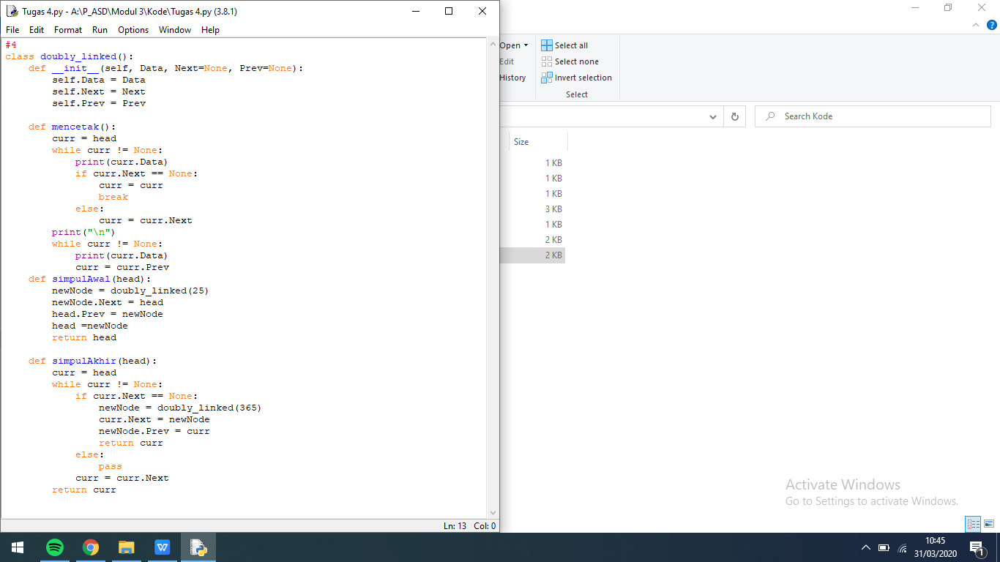 Tugas 4.py - A:\P_ASD\Modul 3\Kode\Tugas 4.py (3.8.1)
File Edit Format Run Options Window Help
#4
class doubly_linked():
    def __init__(self, Data, Next=None, Prev=None):
        self.Data = Data
        self.Next = Next
        self.Prev = Prev

    def mencetak():
        curr = head
        while curr != None:
            print(curr.Data)
            if curr.Next == None:
                curr = curr
                break
            else:
                curr = curr.Next
        print("\n")
        while curr != None:
            print(curr.Data)
            curr = curr.Prev
    def simpulAwal(head):
        newNode = doubly_linked(25)
        newNode.Next = head
        head.Prev = newNode
        head =newNode
        return head

    def simpulAkhir(head):
        curr = head
        while curr != None:
            if curr.Next == None:
                newNode = doubly_linked(365)
                curr.Next = newNode
                newNode.Prev = curr
                return curr
            else:
                pass
            curr = curr.Next
        return curr
Ln: 13 Col: 0
Open
Edit
History
Select all
Select none
Invert selection
Select
Search Kode
Size
1 KB
1 KB
1 KB
3 KB
1 KB
2 KB
2 KB
Activate Windows
Go to Settings to activate Windows.
10:45
31/03/2020
1